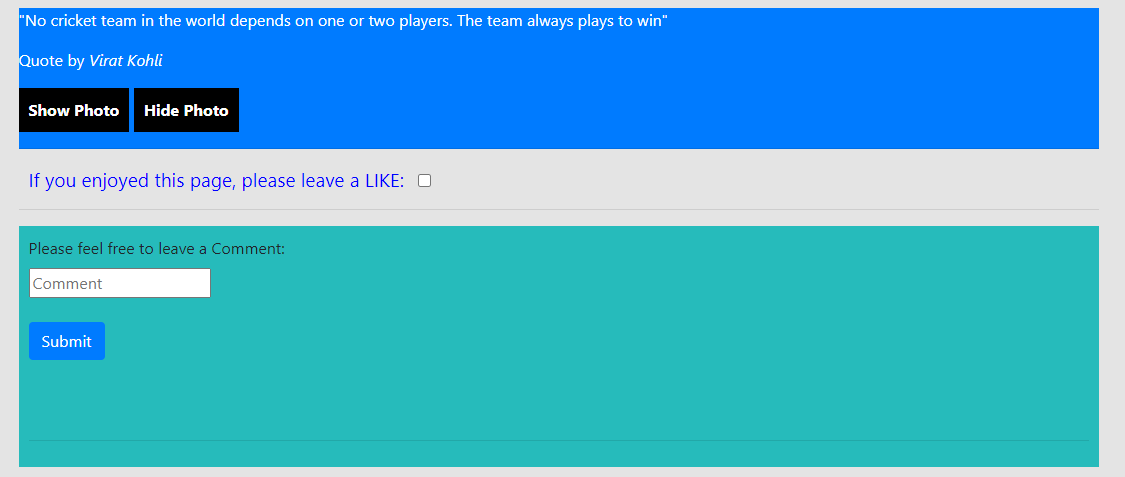 "No cricket team in the world depends on one or two players. The team always plays to win"
Quote by Virat Kohli
Show Photo Hide Photo
If you enjoyed this page, please leave a LIKE:
Please feel free to leave a Comment:
Comment
Submit